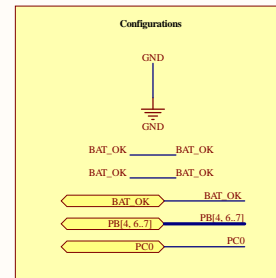 Configurations
GND
GND
BAT_OK BAT_OK
BAT_OK BAT_OK
BAT_OK BAT_OK
PB[4, 6..7] PB[4, 6..7]
PC0 PC0